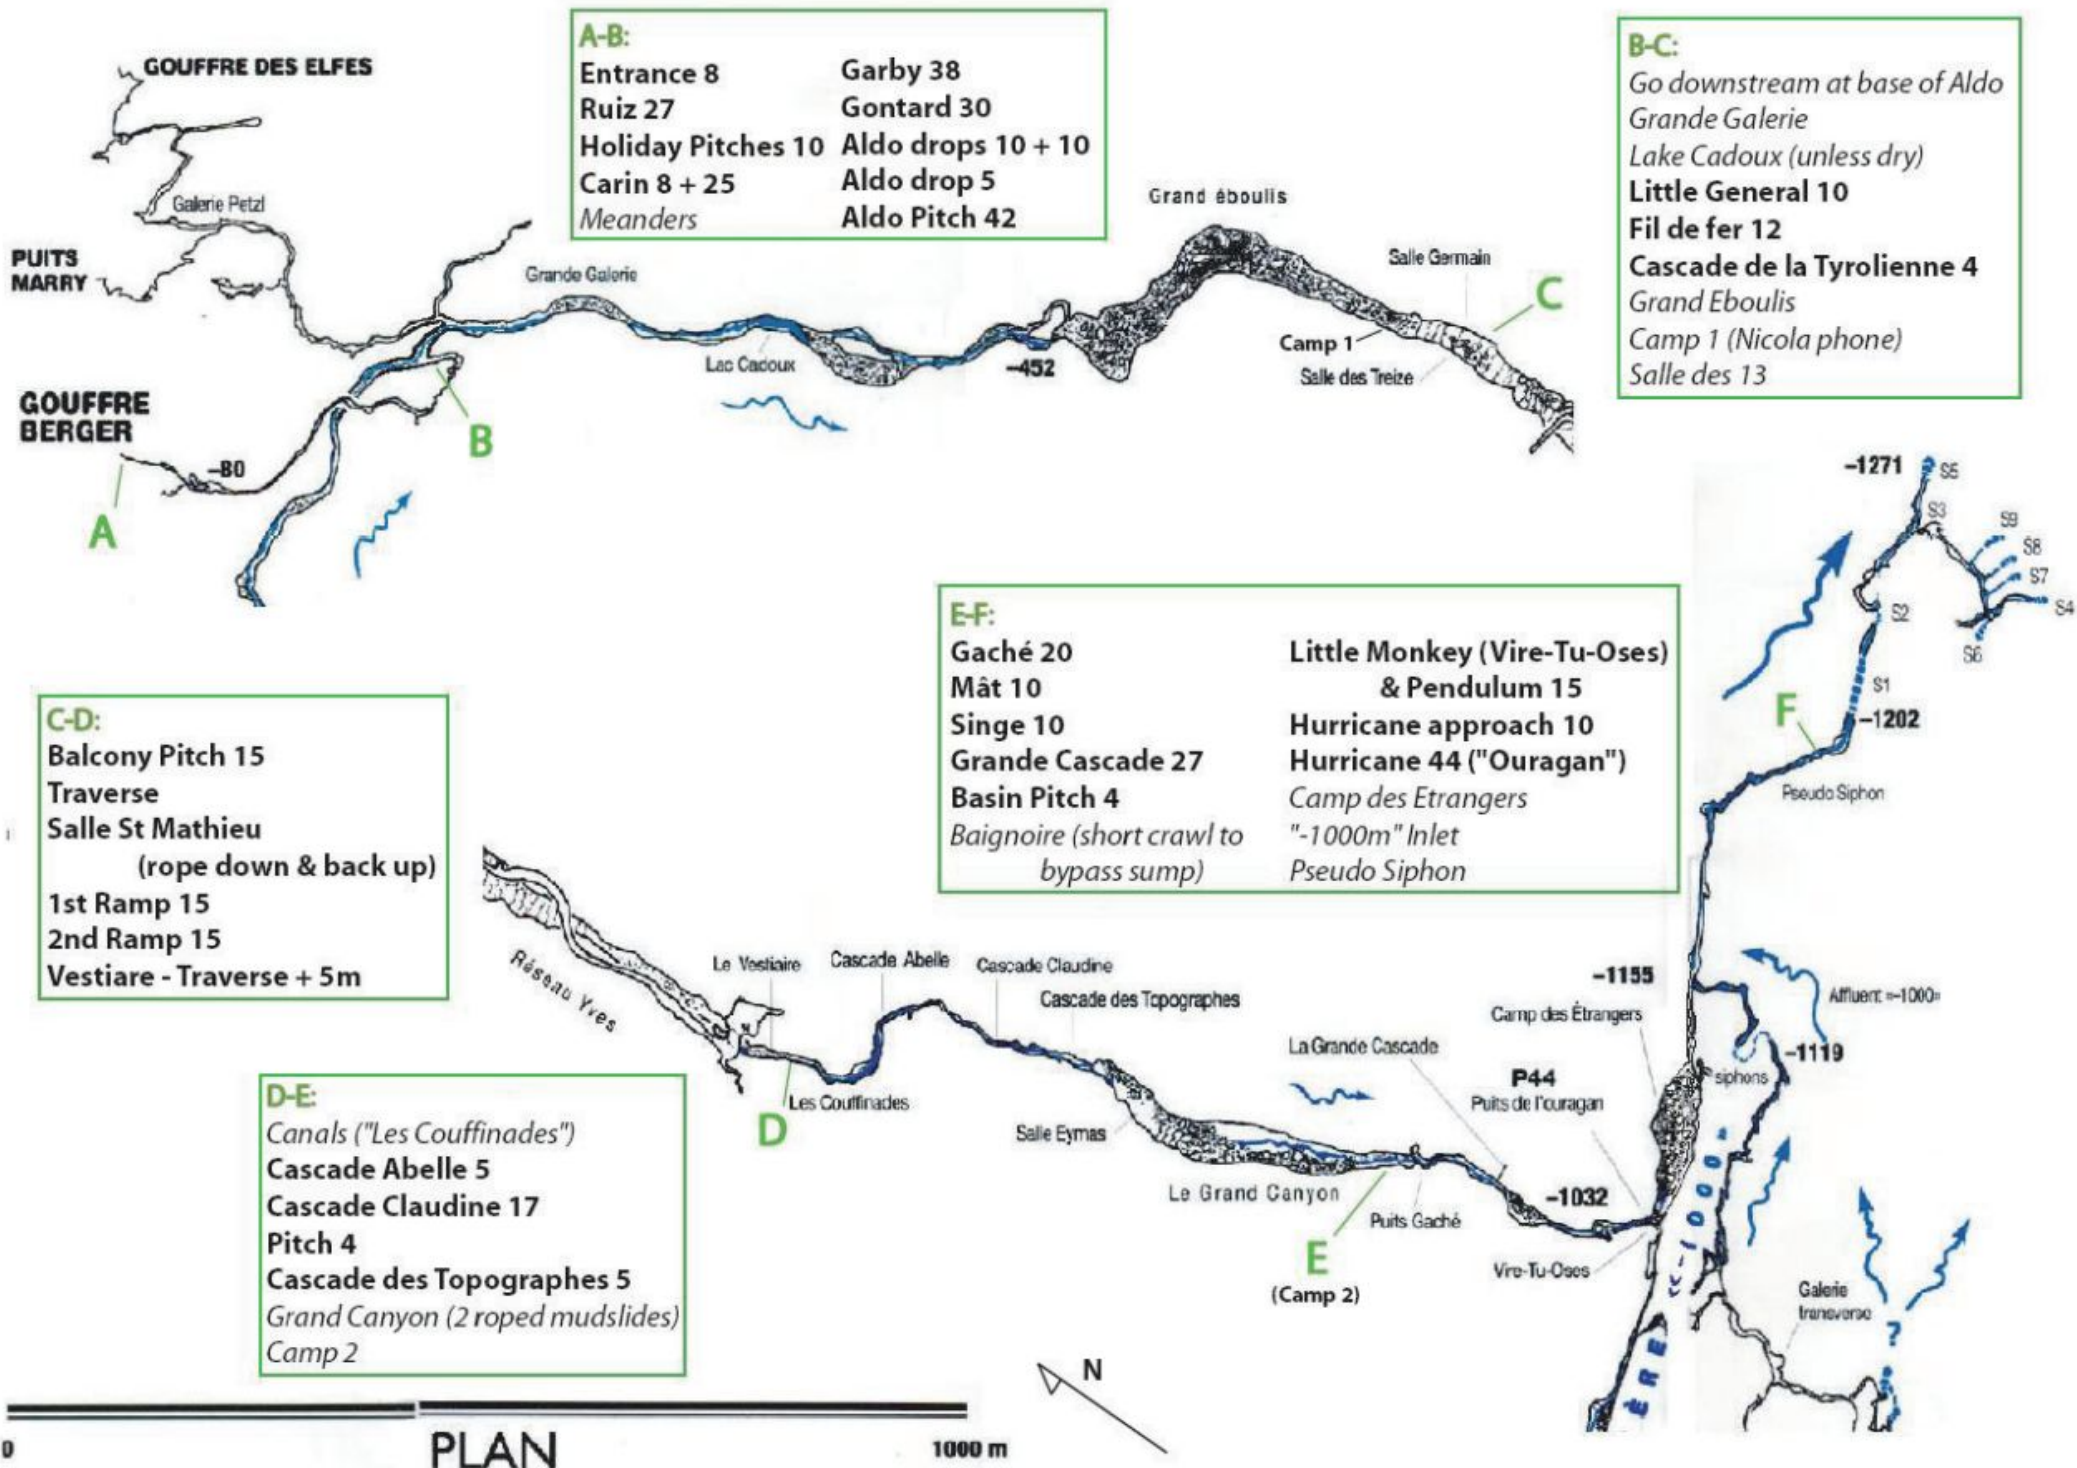 A-B:
Entrance 8
Ruiz 27
Holiday Pitches 10
Carin 8 + 25
Meanders
Garby 38
Gontard 30
Aldo drops 10 + 10
Aldo drop 5
Aldo Pitch 42
B-C:
Go downstream at base of Aldo
Grande Galerie
Lake Cadoux (unless dry)
Little General 10
Fil de fer 12
Cascade de la Tyrolienne 4
Grand Eboulis
Camp 1 (Nicola phone)
Salle des 13
GOUFFRE DES ELFES
Galerie Petzl
PUITS
MARRY
Grande Galerie
Grand éboulis
Salle Germain
C
Lac Cadoux
-452
Camp 1
Salle des Treize
GOUFFRE
BERGER
-80
B
A
-1271
S5
S3
S9
S8
S7
S4
S2
S6
S1
F
-1202
Pseudo Siphon
E-F:
Gaché 20
Mât 10
Singe 10
Grande Cascade 27
Basin Pitch 4
Baignoire (short crawl to
bypass sump)
Little Monkey (Vire-Tu-Oses)
& Pendulum 15
Hurricane approach 10
Hurricane 44 ("Ouragan")
Camp des Etrangers
"-1000m" Inlet
Pseudo Siphon
C-D:
Balcony Pitch 15
Traverse
Salle St Mathieu
(rope down & back up)
1st Ramp 15
2nd Ramp 15
Vestiare - Traverse + 5m
Réseau Yves
Le Vestiaire
Cascade Abelle
Cascade Claudine
Cascade des Topographes
-1155
Camp des Étrangers
Affluent «-1000»
La Grande Cascade
-1119
siphons
P44
Puits de l'ouragan
D
Les Couffinades
Salle Eymas
Le Grand Canyon
-1032
Puits Gaché
E
(Camp 2)
Vire-Tu-Oses
ÈRE «-1000»
Galerie
transverse
?
D-E:
Canals ("Les Couffinades")
Cascade Abelle 5
Cascade Claudine 17
Pitch 4
Cascade des Topographes 5
Grand Canyon (2 roped mudslides)
Camp 2
N
0
PLAN
1000 m